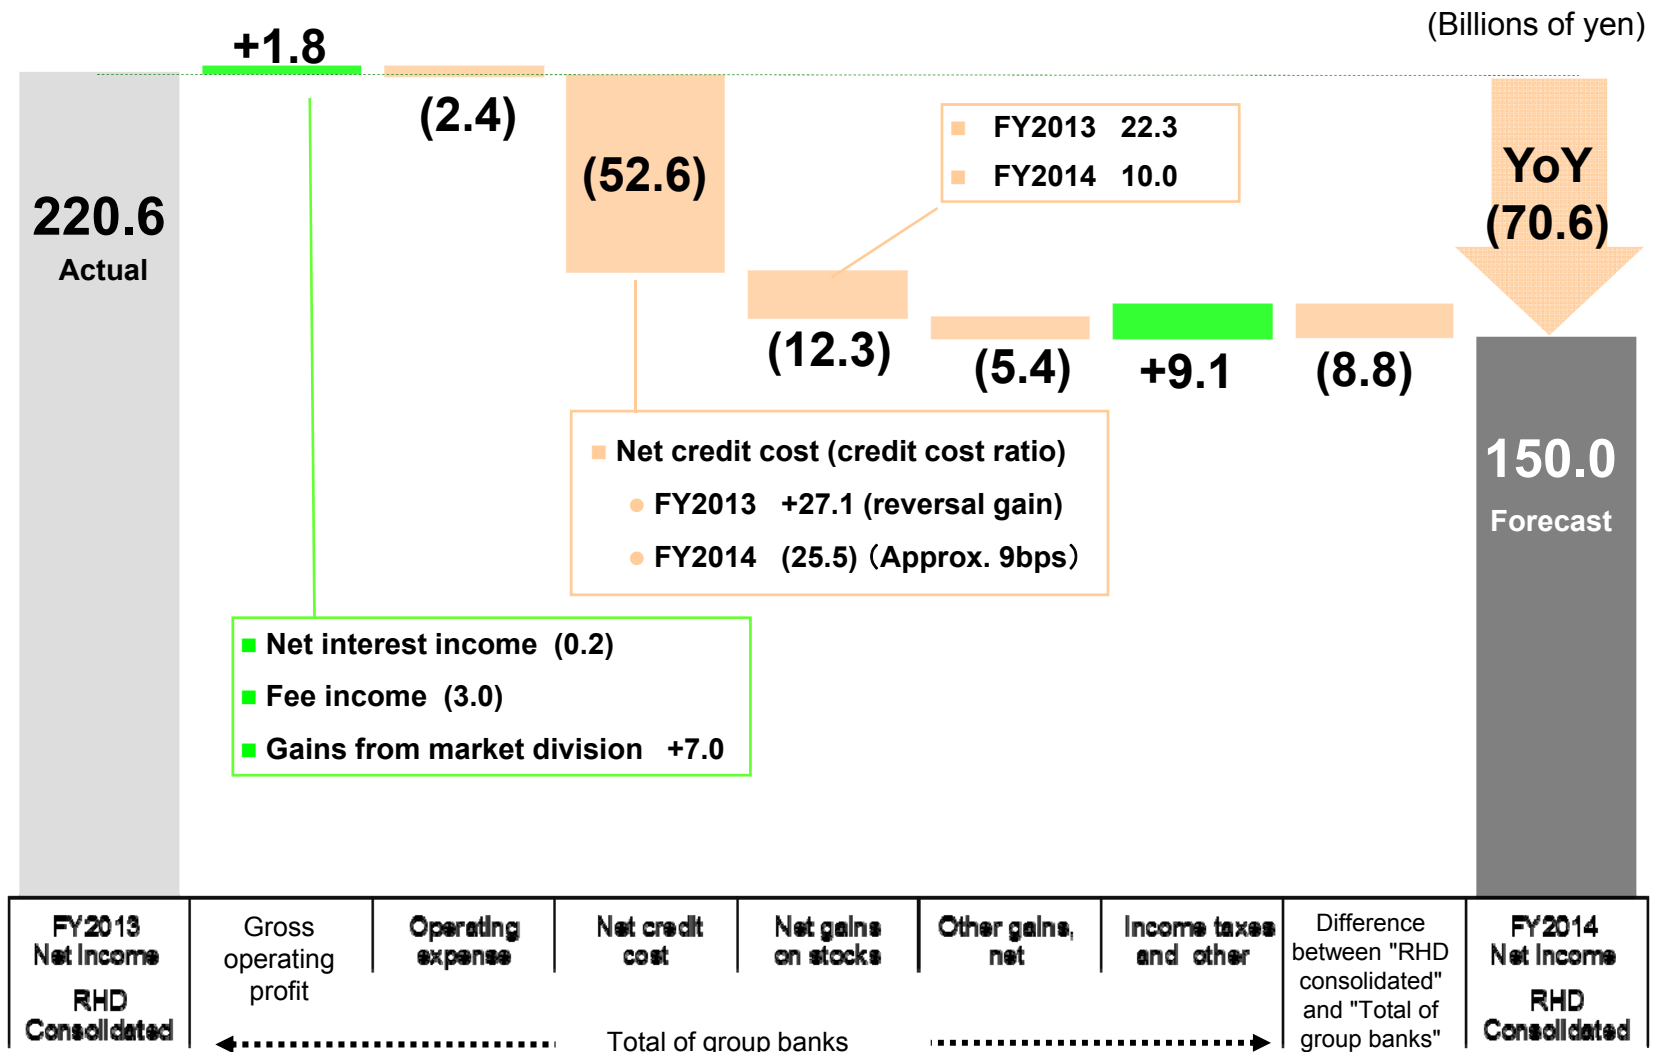 (Billions of yen)
+1.8
(2.4)
(52.6)
■ FY2013 22.3
■ FY2014 10.0
YoY
(70.6)
220.6
Actual
(12.3)
(5.4)
+9.1
(8.8)
■ Net credit cost (credit cost ratio)
● FY2013 +27.1 (reversal gain)
● FY2014 (25.5)（Approx. 9bps）
150.0
Forecast
■ Net interest income (0.2)
■ Fee income (3.0)
■ Gains from market division +7.0
FY2013
Net Income
RHD
Consolidated
Gross
operating
profit
Operating
expense
Net credit
cost
Net gains
on stocks
Other gains,
net
Income taxes
and other
Difference
between "RHD
consolidated"
and "Total of
group banks"
FY2014
Net Income
RHD
Consolidated
Total of group banks